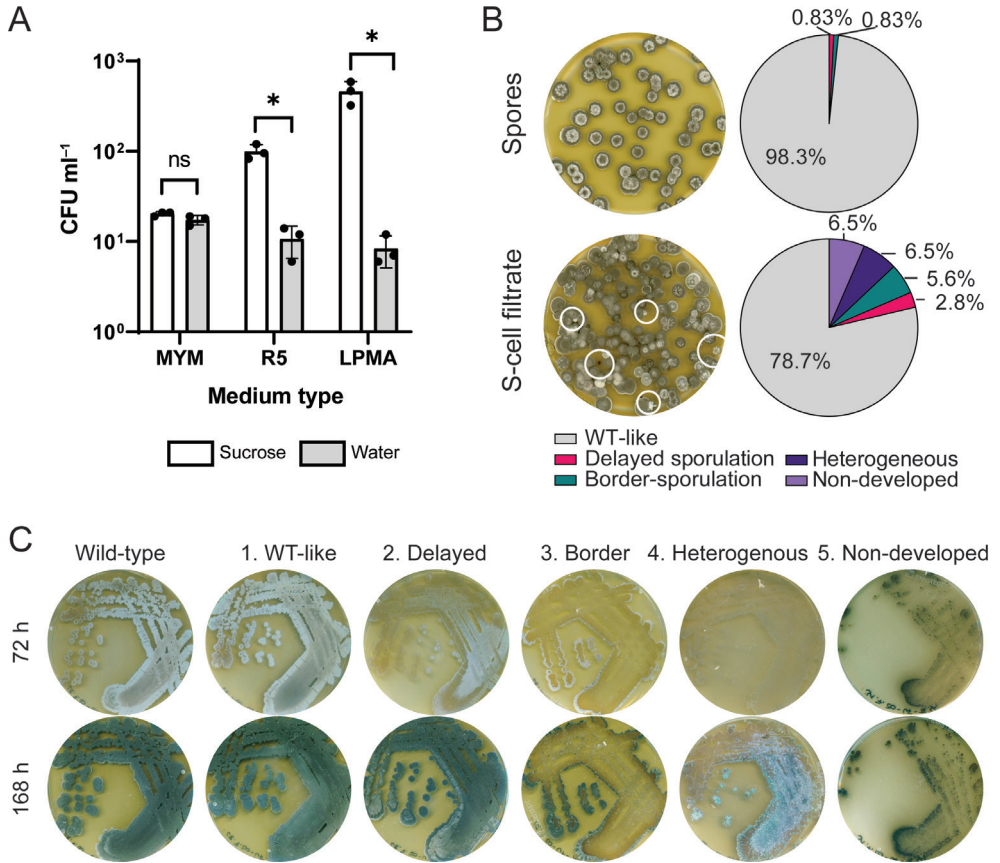 A
CFU ml⁻¹
10³
10²
10¹
10⁰
ns
*
*
MYM
R5
LPMA
Medium type
Sucrose
Water
B
Spores
0.83%
0.83%
98.3%
S-cell filtrate
6.5%
6.5%
5.6%
2.8%
78.7%
WT-like
Delayed sporulation
Heterogeneous
Border-sporulation
Non-developed
C
Wild-type
1. WT-like
2. Delayed
3. Border
4. Heterogenous
5. Non-developed
72 h
168 h